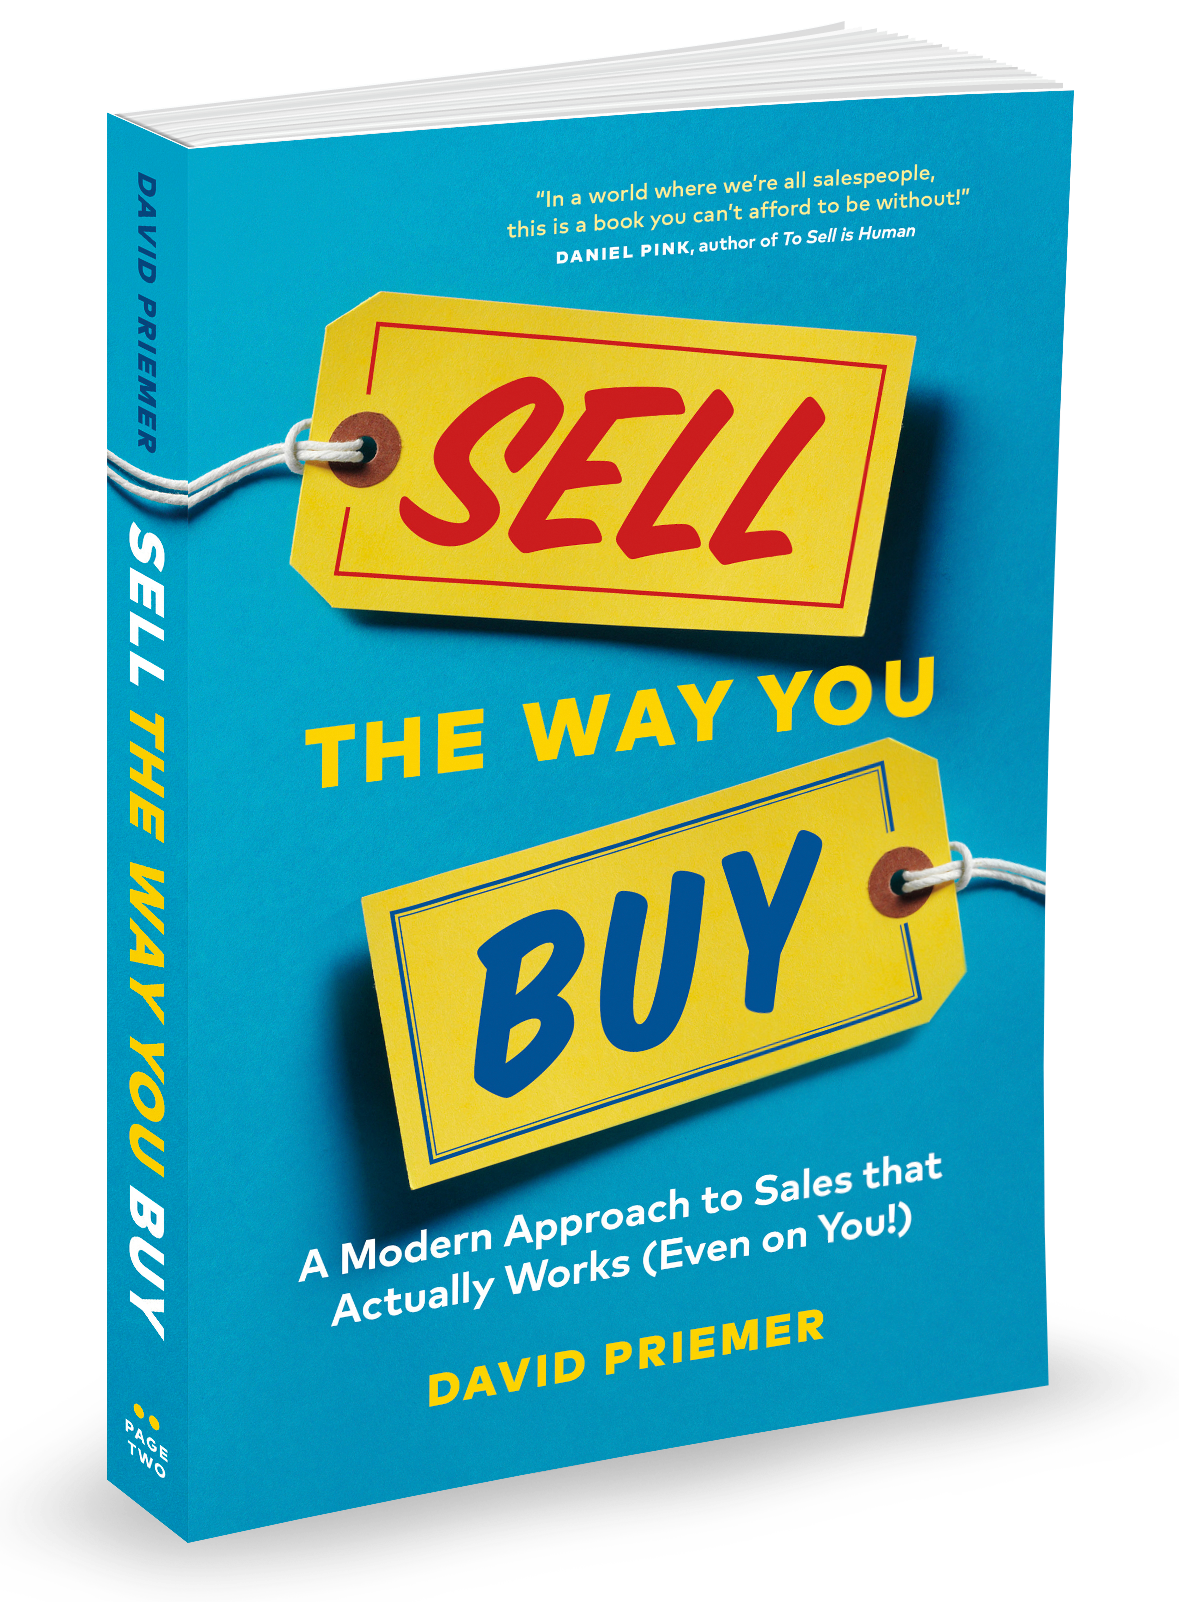 "In a world where we're all salespeople,
this is a book you can't afford to be without!"
DANIEL PINK, author of To Sell is Human
SELL
THE WAY YOU
BUY
A Modern Approach to Sales that
Actually Works (Even on You!)
DAVID PRIEMER
DAVID PRIEMER
SELL THE WAY YOU BUY
PAGE
TWO